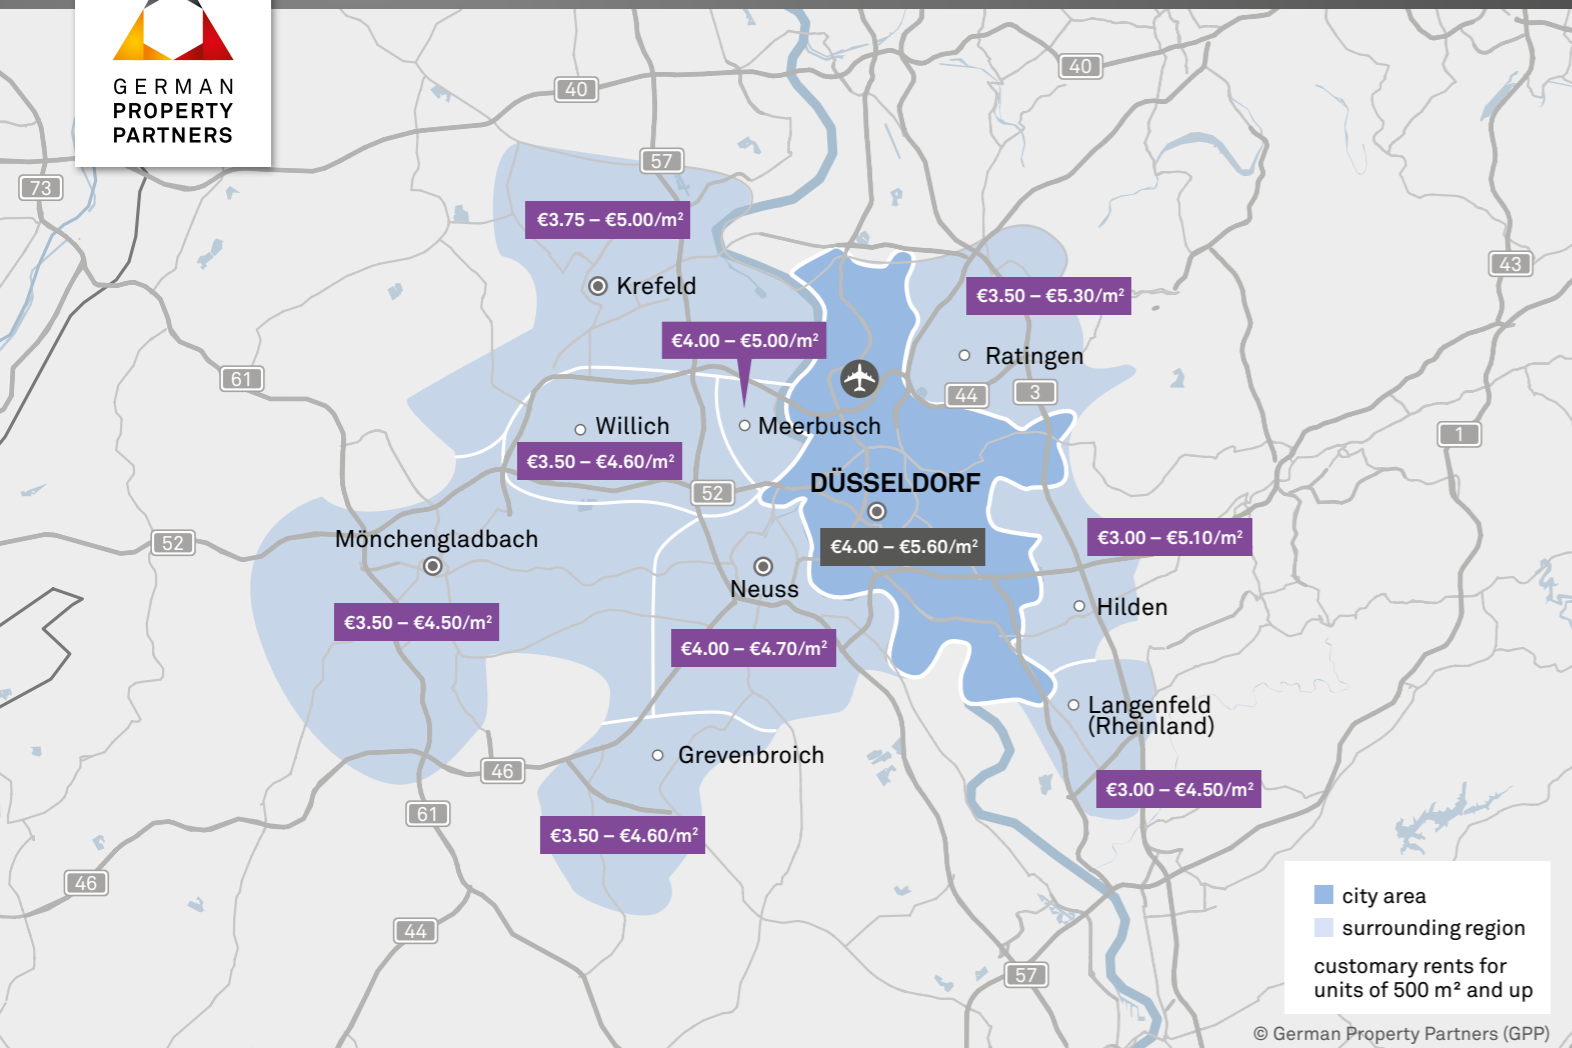 GERMAN
PROPERTY
PARTNERS
40
40
57
73
€3.75 – €5.00/m²
43
Krefeld
€3.50 – €5.30/m²
€4.00 – €5.00/m²
Ratingen
61
44
3
Willich
Meerbusch
1
€3.50 – €4.60/m²
52
DÜSSELDORF
52
Mönchengladbach
€4.00 – €5.60/m²
€3.00 – €5.10/m²
Neuss
Hilden
€3.50 – €4.50/m²
€4.00 – €4.70/m²
Langenfeld
(Rheinland)
Grevenbroich
46
€3.00 – €4.50/m²
61
€3.50 – €4.60/m²
46
44
57
city area
surrounding region
customary rents for
units of 500 m² and up
© German Property Partners (GPP)